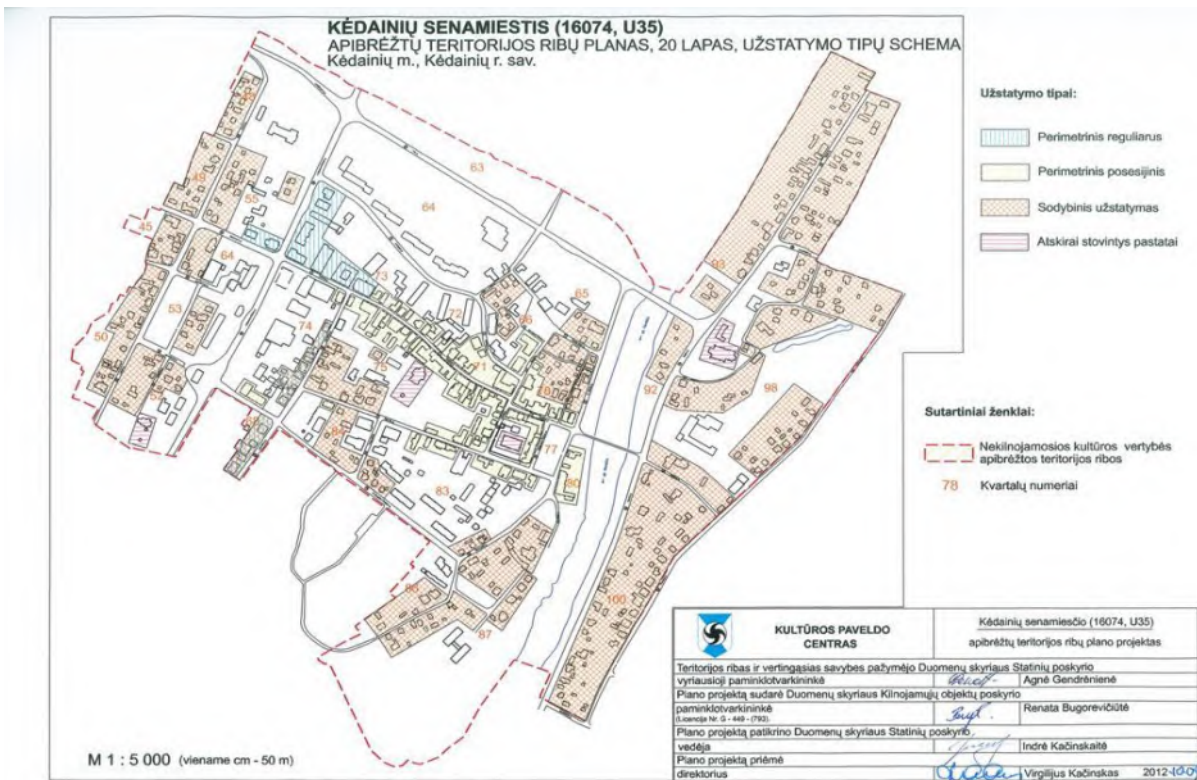 KĖDAINIŲ SENAMIESTIS (16074, U35)
APIBRĖŽTŲ TERITORIJOS RIBŲ PLANAS, 20 LAPAS, UŽSTATYMO TIPŲ SCHEMA
Kėdainių m., Kėdainių r. sav.
Užstatymo tipai:
Perimetrinis reguliarus
Perimetrinis posesijinis
Sodybinis užstatymas
Atskirai stovintys pastatai
Sutartiniai ženklai:
Nekilnojamosios kultūros vertybės
apibrėžtos teritorijos ribos
78 Kvartalų numeriai
63
64
49
55
45
64
53
50
74
73
72
65
71
75
77
80
83
87
92
93
98
100
KULTŪROS PAVELDO
CENTRAS
Kėdainių senamiesčio (16074, U35)
apibrėžtų teritorijos ribų plano projektas
Teritorijos ribas ir vertingąsias savybes pažymėjo Duomenų skyriaus Statinių poskyrio
vyriausioji paminklotvarkininkė Agnė Gendrėnienė
Plano projektą sudarė Duomenų skyriaus Kilnojamųjų objektų poskyrio
paminklotvarkininkė Renata Bugorevičiūtė
(Licencija Nr. G - 449 - (793)
Plano projektą patikrino Duomenų skyriaus Statinių poskyrio
vedėja Indrė Kačinskaitė
Plano projektą priėmė
direktorius Virgilijus Kačinskas 2012
M 1 : 5 000 (viename cm - 50 m)